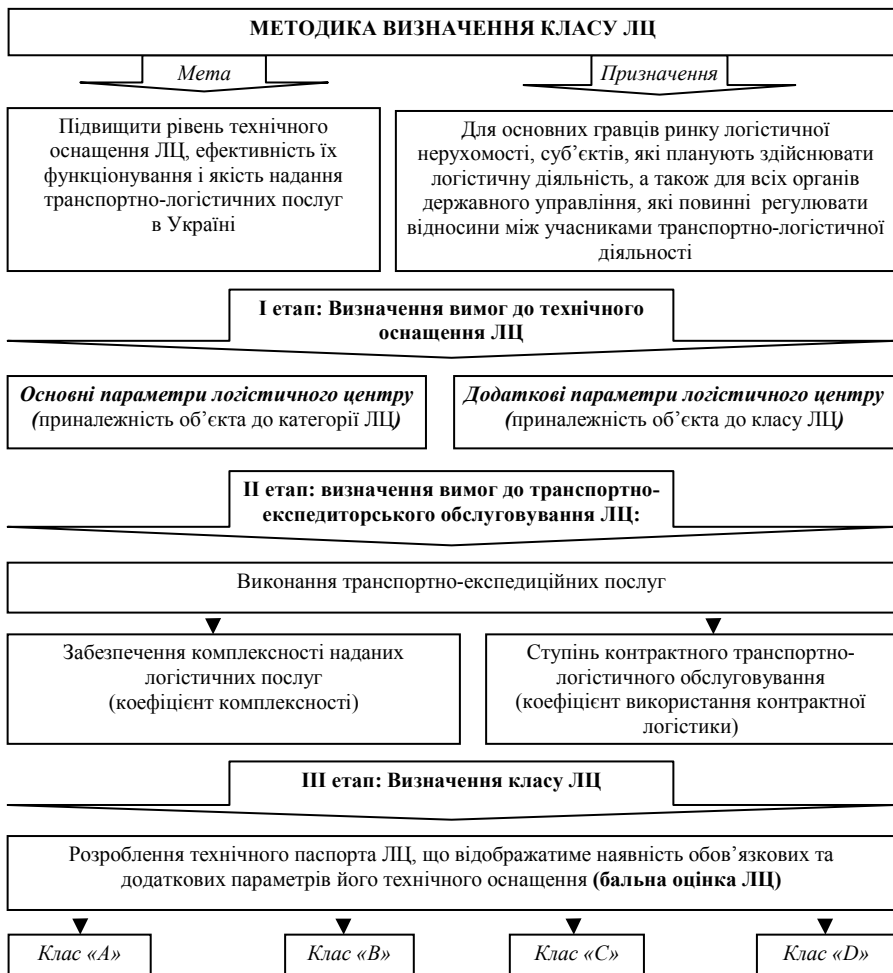 МЕТОДИКА ВИЗНАЧЕННЯ КЛАСУ ЛЦ
Мета
Призначення
Підвищити рівень технічного
оснащення ЛЦ, ефективність їх
функціонування і якість надання
транспортно-логістичних послуг
в Україні
Для основних гравців ринку логістичної
нерухомості, суб’єктів, які планують здійснювати
логістичну діяльність, а також для всіх органів
державного управління, які повинні регулювати
відносини між учасниками транспортно-логістичної
діяльності
І етап: Визначення вимог до технічного
оснащення ЛЦ
Основні параметри логістичного центру
(приналежність об’єкта до категорії ЛЦ)
Додаткові параметри логістичного центру
(приналежність об’єкта до класу ЛЦ)
ІІ етап: визначення вимог до транспортно-
експедиторського обслуговування ЛЦ:
Виконання транспортно-експедиційних послуг
Забезпечення комплексності наданих
логістичних послуг
(коефіцієнт комплексності)
Ступінь контрактного транспортно-
логістичного обслуговування
(коефіцієнт використання контрактної
логістики)
ІІІ етап: Визначення класу ЛЦ
Розроблення технічного паспорта ЛЦ, що відображатиме наявність обов’язкових та
додаткових параметрів його технічного оснащення (бальна оцінка ЛЦ)
Клас «А»
Клас «В»
Клас «С»
Клас «D»